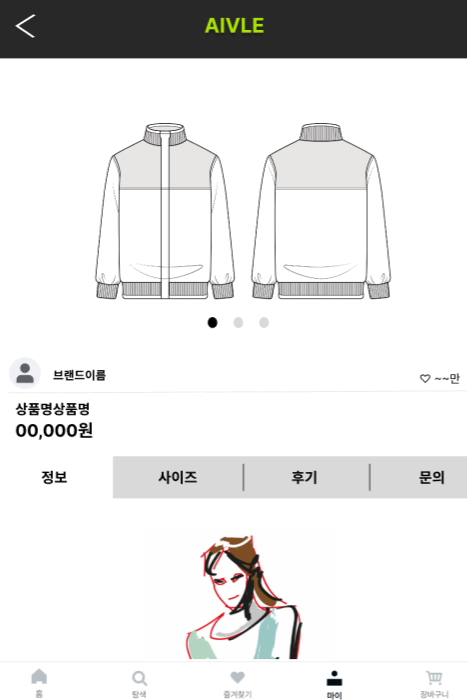 AIVLE
브랜드이름
~~만
상품명상품명
00,000원
정보
사이즈
후기
문의
홈
탐색
즐겨찾기
마이
장바구니